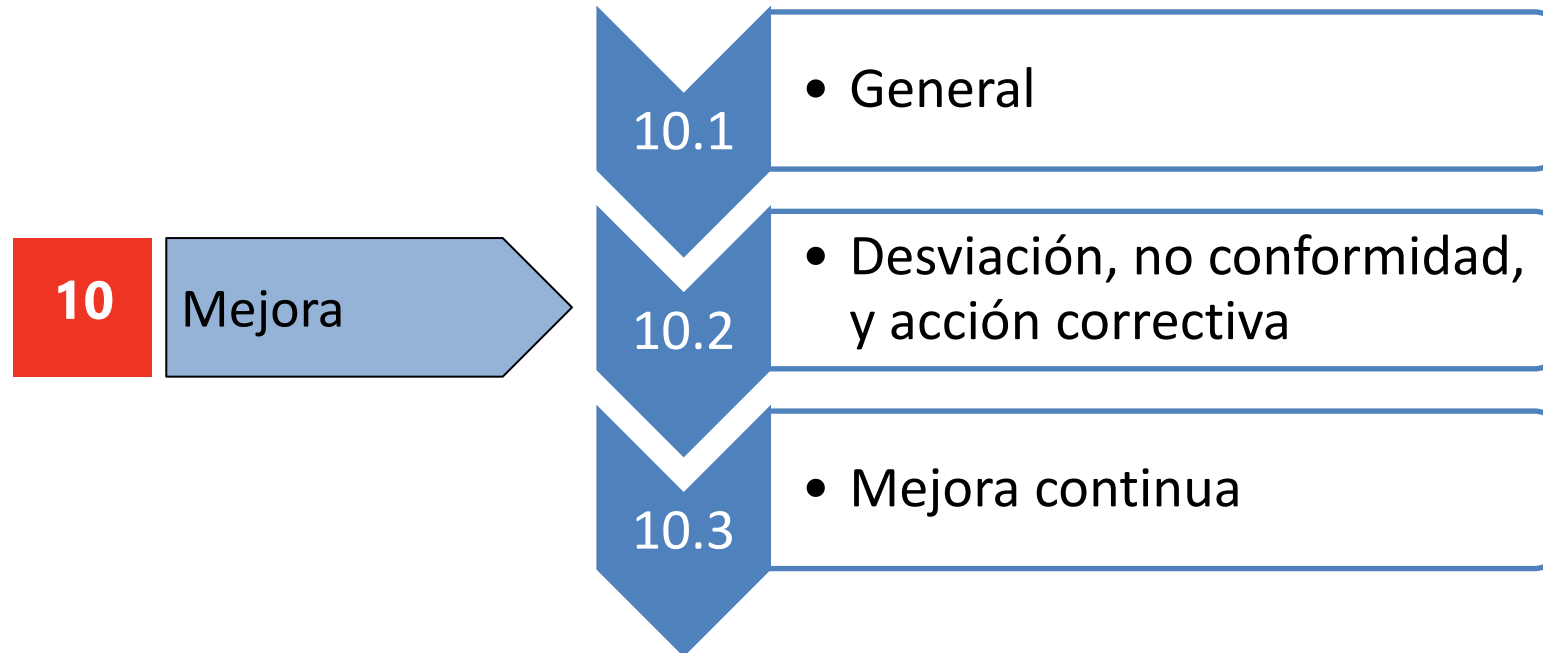 10
Mejora
10.1
• General
10.2
• Desviación, no conformidad,
y acción correctiva
10.3
• Mejora continua